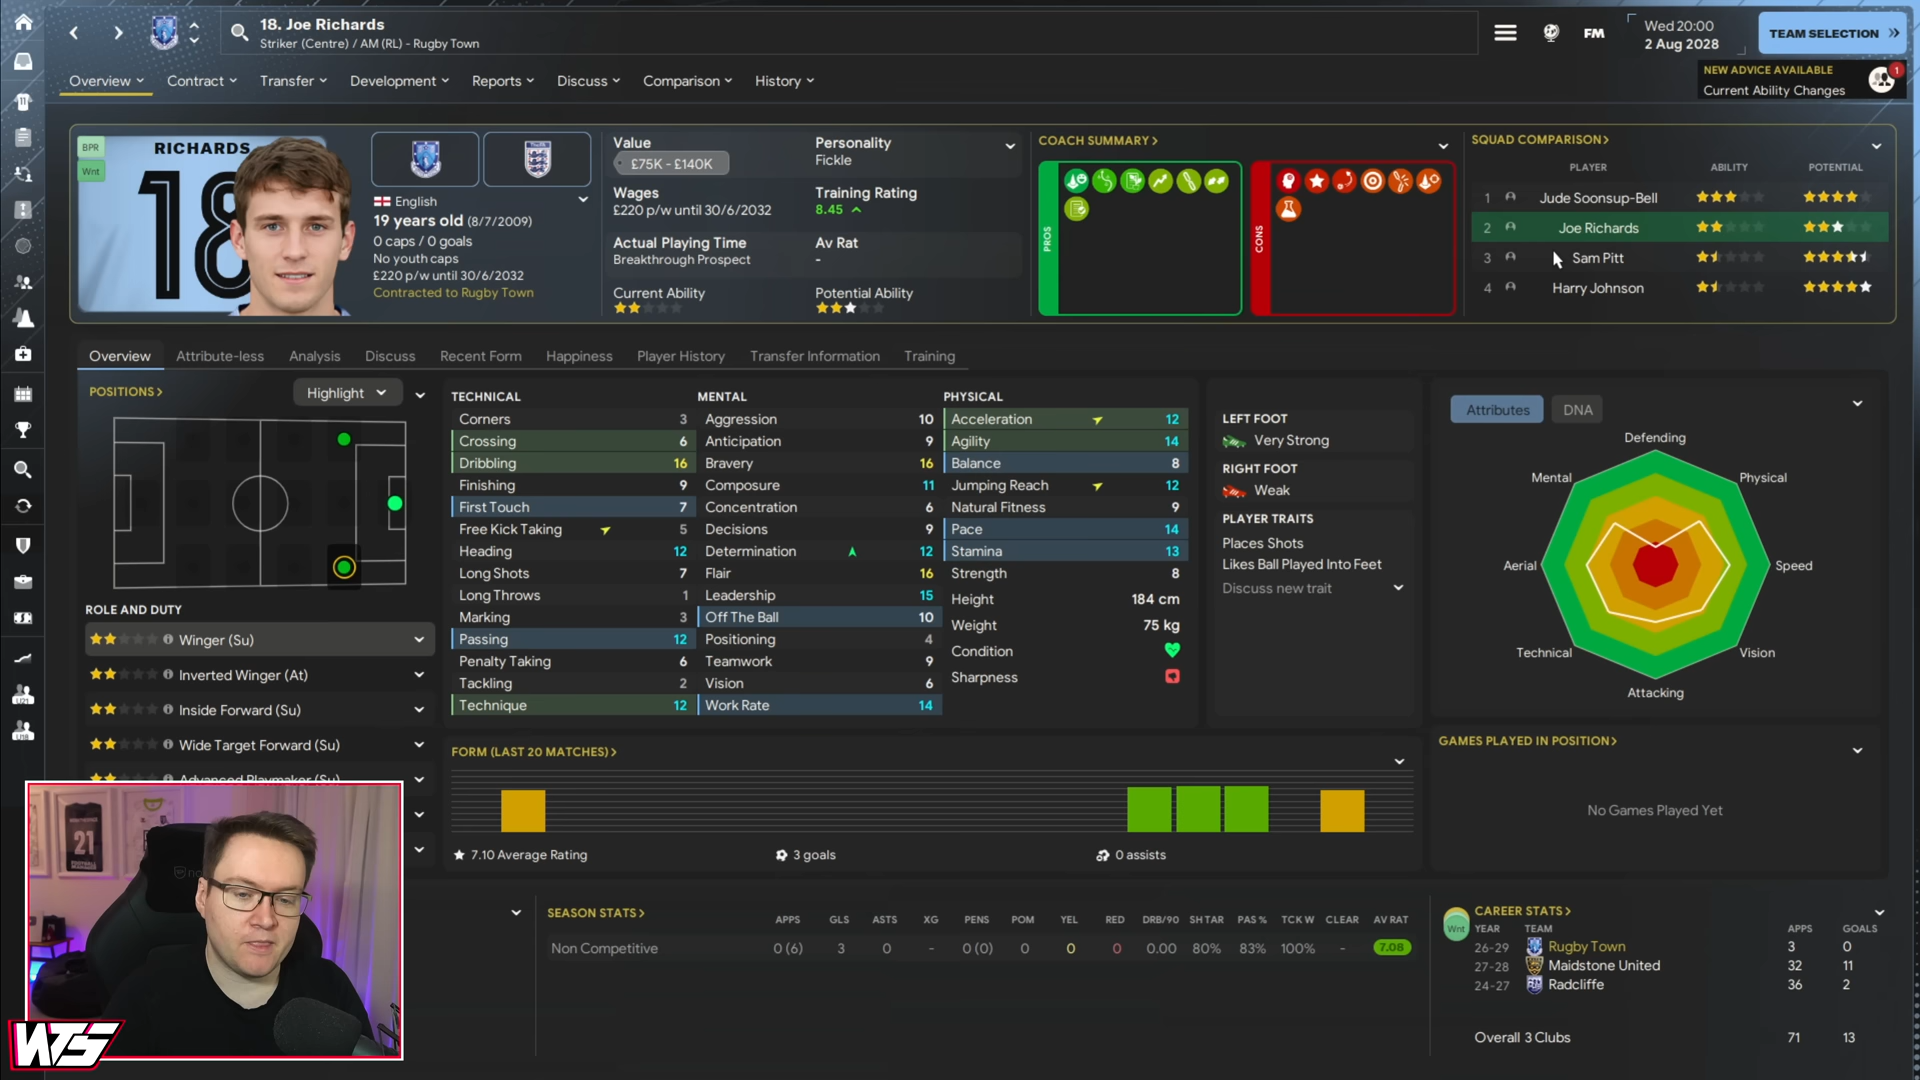 18. Joe Richards
Striker (Centre) / AM (RL) - Rugby Town
FM
Wed 20:00
2 Aug 2028
TEAM SELECTION
Overview Contract Transfer Development Reports Discuss Comparison History
NEW ADVICE AVAILABLE
Current Ability Changes
1
BPR
Wnt
RICHARDS
18
English
19 years old (8/7/2009)
0 caps / 0 goals
No youth caps
£220 p/w until 30/6/2032
Contracted to Rugby Town
Value
£75K - £140K
Wages
£220 p/w until 30/6/2032
Actual Playing Time
Breakthrough Prospect
Current Ability
Personality
Fickle
Training Rating
8.45
Av Rat
-
Potential Ability
COACH SUMMARY >
PROS
CONS
SQUAD COMPARISON >
PLAYER ABILITY POTENTIAL
1 Jude Soonsup-Bell
2 Joe Richards
3 Sam Pitt
4 Harry Johnson
Overview Attribute-less Analysis Discuss Recent Form Happiness Player History Transfer Information Training
POSITIONS >
Highlight
ROLE AND DUTY
Winger (Su)
Inverted Winger (At)
Inside Forward (Su)
Wide Target Forward (Su)
Advanced Playmaker (Su)
TECHNICAL
Corners 3
Crossing 6
Dribbling 16
Finishing 9
First Touch 7
Free Kick Taking 5
Heading 12
Long Shots 7
Long Throws 1
Marking 3
Passing 12
Penalty Taking 6
Tackling 2
Technique 12
MENTAL
Aggression 10
Anticipation 9
Bravery 16
Composure 11
Concentration 6
Decisions 9
Determination 12
Flair 16
Leadership 15
Off The Ball 10
Positioning 4
Teamwork 9
Vision 6
Work Rate 14
PHYSICAL
Acceleration 12
Agility 14
Balance 8
Jumping Reach 12
Natural Fitness 9
Pace 14
Stamina 13
Strength 8
Height 184 cm
Weight 75 kg
Condition
Sharpness
LEFT FOOT
Very Strong
RIGHT FOOT
Weak
PLAYER TRAITS
Places Shots
Likes Ball Played Into Feet
Discuss new trait
Attributes DNA
Defending
Mental Physical
Aerial Speed
Technical Vision
Attacking
FORM (LAST 20 MATCHES) >
7.10 Average Rating 3 goals 0 assists
GAMES PLAYED IN POSITION >
No Games Played Yet
SEASON STATS > APPS GLS ASTS XG PENS POM YEL RED DRB/90 SH TAR PAS % TCK W CLEAR AV RAT
Non Competitive 0 (6) 3 0 - 0 (0) 0 0 0 0.00 80% 83% 100% - 7.08
CAREER STATS >
Wnt
YEAR TEAM APPS GOALS
26-29 Rugby Town 3 0
27-28 Maidstone United 32 11
24-27 Radcliffe 36 2
Overall 3 Clubs 71 13
U21
U18
21
WTS